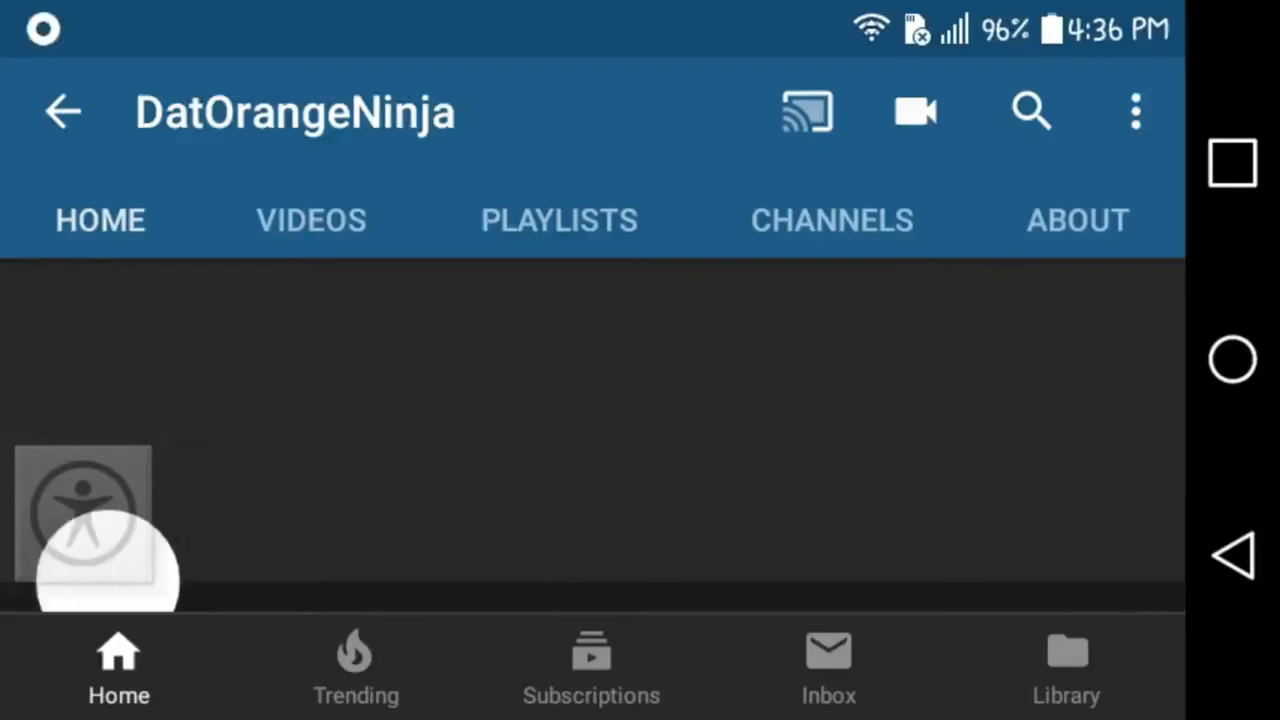 96% 4:36 PM
DatOrangeNinja
HOME VIDEOS PLAYLISTS CHANNELS ABOUT
Home Trending Subscriptions Inbox Library